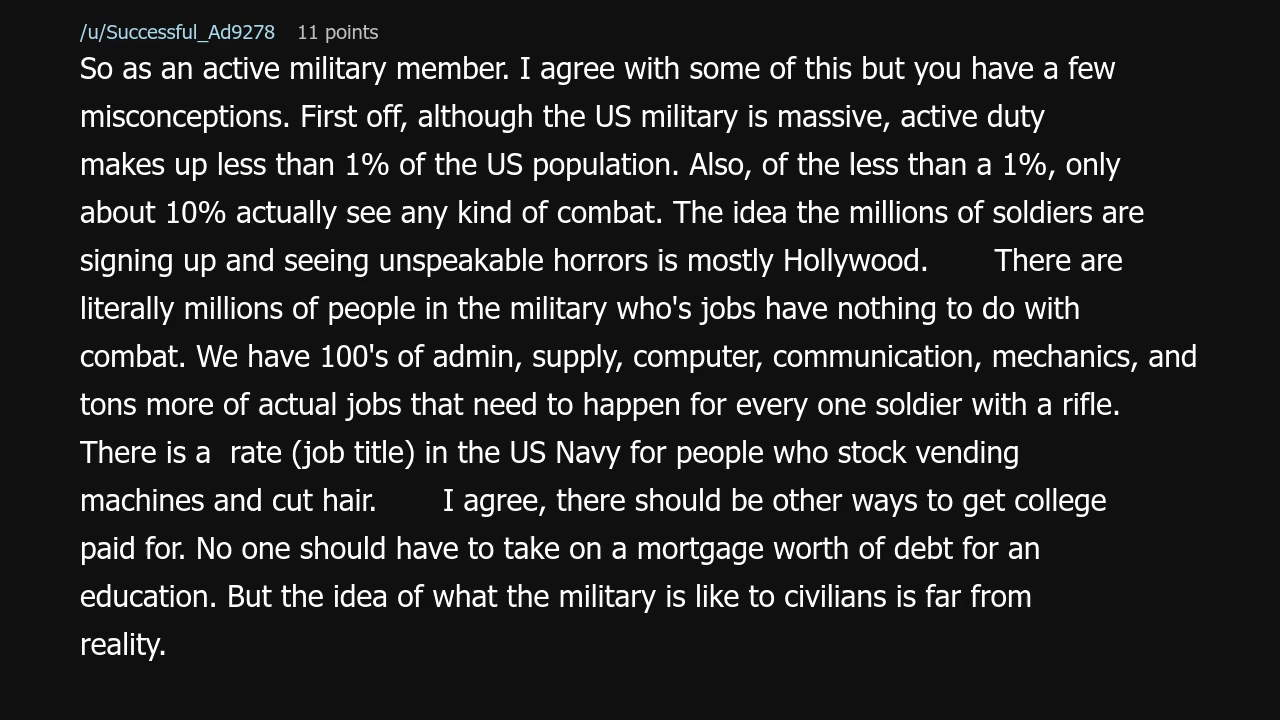 /u/Successful_Ad9278 11 points
So as an active military member. I agree with some of this but you have a few
misconceptions. First off, although the US military is massive, active duty
makes up less than 1% of the US population. Also, of the less than a 1%, only
about 10% actually see any kind of combat. The idea the millions of soldiers are
signing up and seeing unspeakable horrors is mostly Hollywood. There are
literally millions of people in the military who's jobs have nothing to do with
combat. We have 100's of admin, supply, computer, communication, mechanics, and
tons more of actual jobs that need to happen for every one soldier with a rifle.
There is a rate (job title) in the US Navy for people who stock vending
machines and cut hair. I agree, there should be other ways to get college
paid for. No one should have to take on a mortgage worth of debt for an
education. But the idea of what the military is like to civilians is far from
reality.